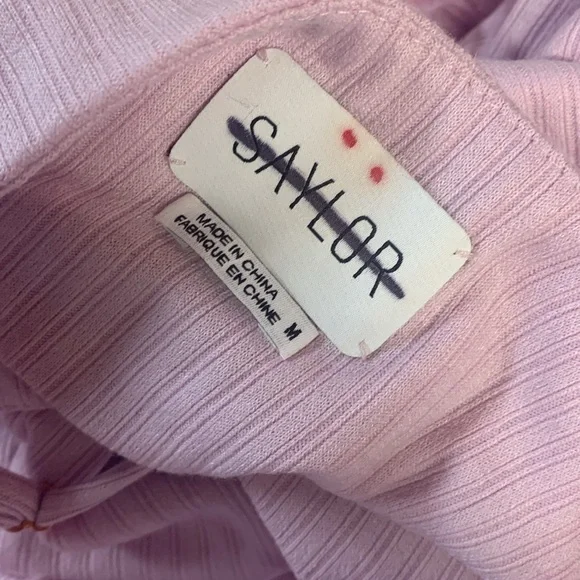 SAYLOR
MADE IN CHINA
FABRIQUE EN CHINE
M